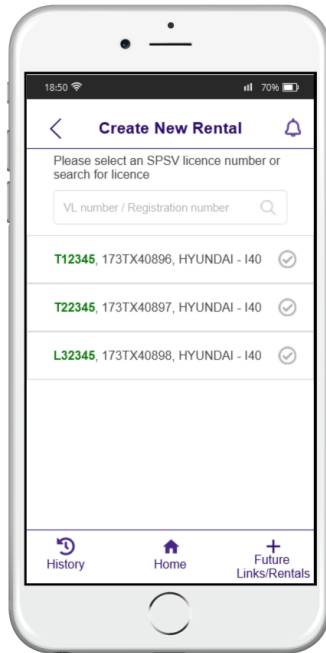 18:50 70%
Create New Rental
Please select an SPSV licence number or
search for licence
VL number / Registration number
T12345, 173TX40896, HYUNDAI - I40
T22345, 173TX40897, HYUNDAI - I40
L32345, 173TX40898, HYUNDAI - I40
History Home Future
Links/Rentals